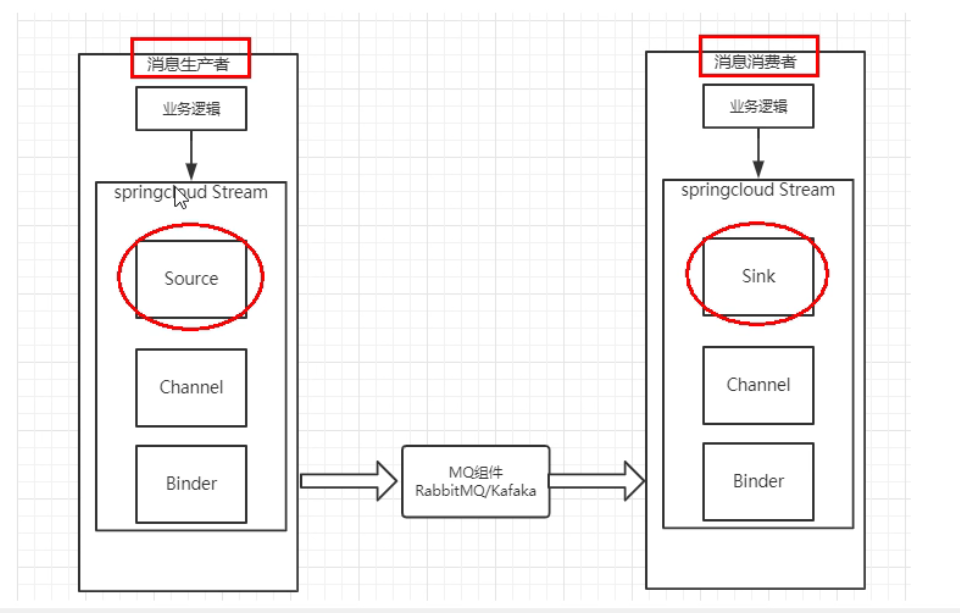 消息生产者
业务逻辑
springcloud Stream
Source
Channel
Binder
MQ组件
RabbitMQ/Kafaka
消息消费者
业务逻辑
springcloud Stream
Sink
Channel
Binder